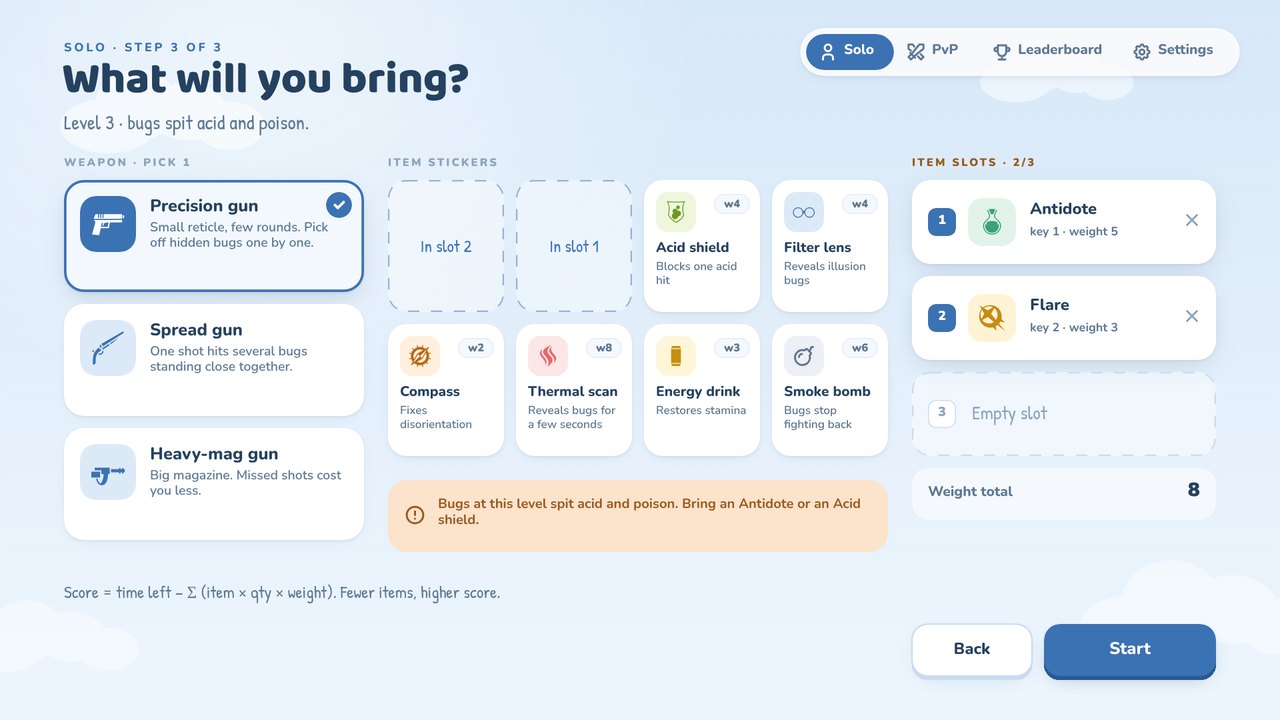 SOLO · STEP 3 OF 3
What will you bring?
Level 3 · bugs spit acid and poison.
Solo
PvP
Leaderboard
Settings
WEAPON · PICK 1
Precision gun
Small reticle, few rounds. Pick
off hidden bugs one by one.
Spread gun
One shot hits several bugs
standing close together.
Heavy-mag gun
Big magazine. Missed shots cost
you less.
ITEM STICKERS
In slot 2
In slot 1
w4
Acid shield
Blocks one acid
hit
w4
Filter lens
Reveals illusion
bugs
w2
Compass
Fixes
disorientation
w8
Thermal scan
Reveals bugs for
a few seconds
w3
Energy drink
Restores stamina
w6
Smoke bomb
Bugs stop
fighting back
Bugs at this level spit acid and poison. Bring an Antidote or an Acid
shield.
ITEM SLOTS · 2/3
1
Antidote
key 1 · weight 5
2
Flare
key 2 · weight 3
3
Empty slot
Weight total
8
Score = time left – Σ (item × qty × weight). Fewer items, higher score.
Back
Start